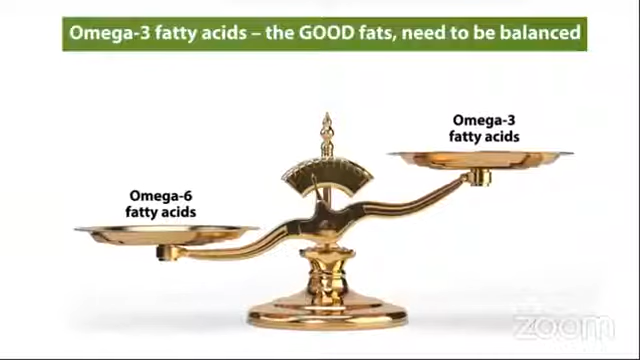 Omega-3 fatty acids – the GOOD fats, need to be balanced
Omega-3
fatty acids
Omega-6
fatty acids
zoom